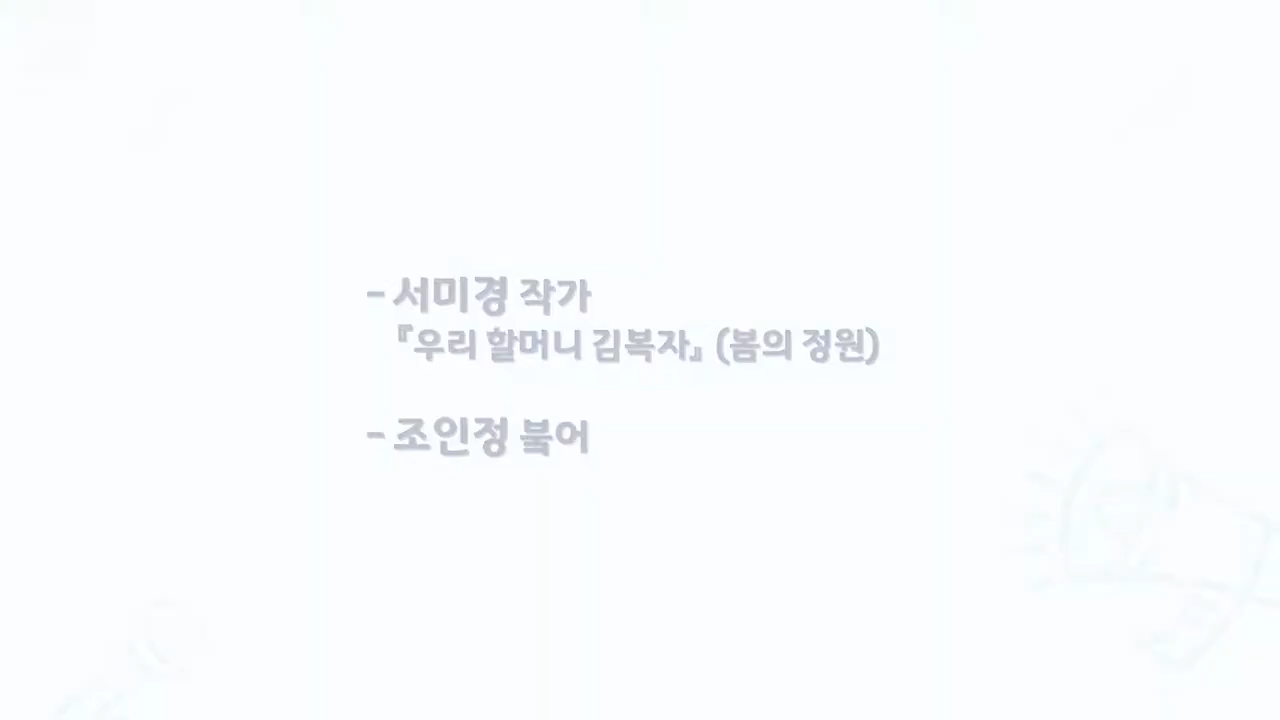 - 서미경 작가
『우리 할머니 김복자』 (봄의 정원)
- 조인정 북어